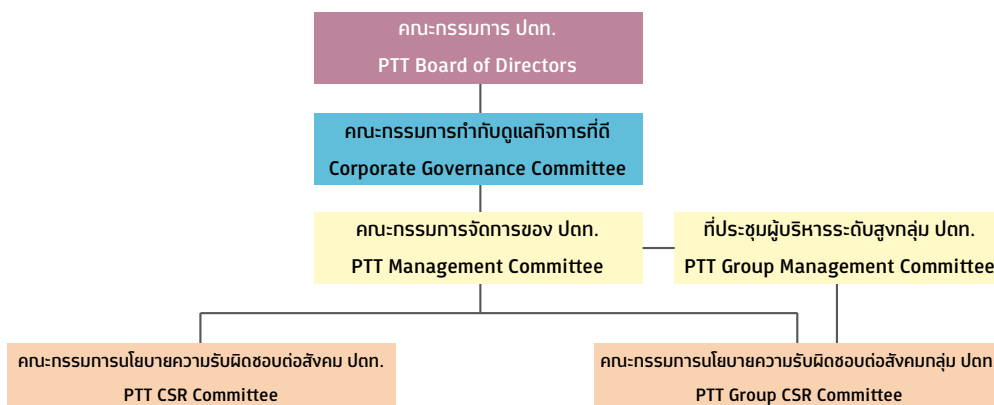 คณะกรรมการ ปตท.
PTT Board of Directors
คณะกรรมการกำกับดูแลกิจการที่ดี
Corporate Governance Committee
คณะกรรมการจัดการของ ปตท.
PTT Management Committee
ที่ประชุมผู้บริหารระดับสูงกลุ่ม ปตท.
PTT Group Management Committee
คณะกรรมการนโยบายความรับผิดชอบต่อสังคม ปตท.
PTT CSR Committee
คณะกรรมการนโยบายความรับผิดชอบต่อสังคมกลุ่ม ปตท
PTT Group CSR Committee